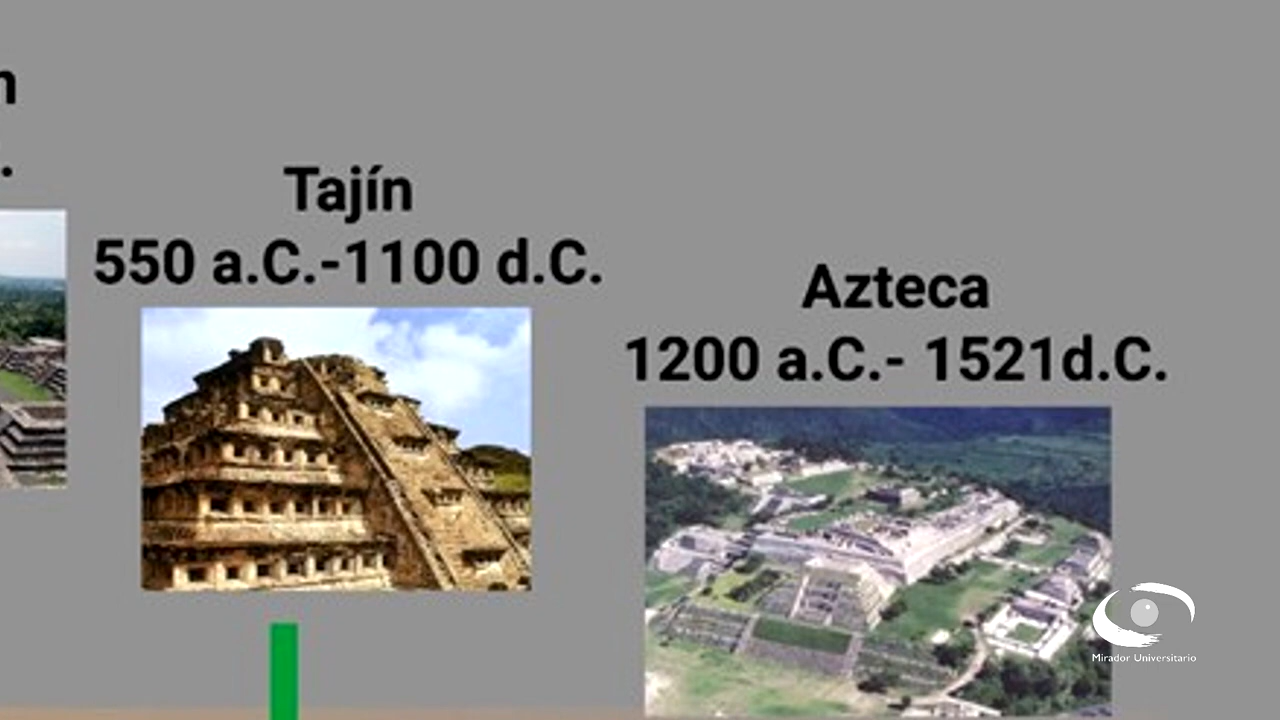 Tajín
550 a.C.-1100 d.C.
Azteca
1200 a.C.- 1521d.C.
Mirador Universitario